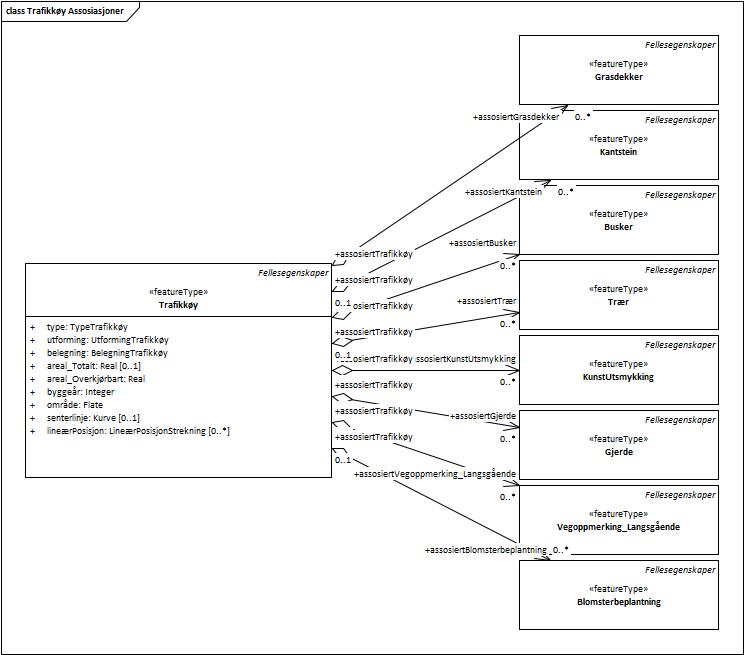 class Trafikkøy Assosiasjoner
Fellesegenskaper
«featureType»
Grasdekker
+assosiertGrasdekker 0..*
Fellesegenskaper
«featureType»
Kantstein
+assosiertKantstein 0..*
Fellesegenskaper
«featureType»
Busker
+assosiertBusker
0..*
+assosiertTrafikkøy
Fellesegenskaper
«featureType»
Trafikkøy
+ type: TypeTrafikkøy
+ utforming: UtformingTrafikkøy
+ belegning: BelegningTrafikkøy
+ areal_Totalt: Real [0..1]
+ areal_Overkjørbart: Real
+ byggeår: Integer
+ område: Flate
+ senterlinje: Kurve [0..1]
+ lineærPosisjon: LineærPosisjonStrekning [0..*]
+assosiertTrafikkøy
0..1
osiertTrafikkøy
+assosiertTrafikkøy
0..1
ssosiertTrafikkøy
+assosiertTrafikkøy
+assosiertTrafikkøy
+assosiertTrafikkøy
0..1
Fellesegenskaper
«featureType»
Trær
+assosiertTrær
0..*
Fellesegenskaper
«featureType»
KunstUtsmykking
ssosiertKunstUtsmykking
0..*
Fellesegenskaper
«featureType»
Gjerde
+assosiertGjerde
0..*
Fellesegenskaper
«featureType»
Vegoppmerking_Langsgående
+assosiertVegoppmerking_Langsgående
0..*
Fellesegenskaper
«featureType»
Blomsterbeplantning
+assosiertBlomsterbeplantning 0..*